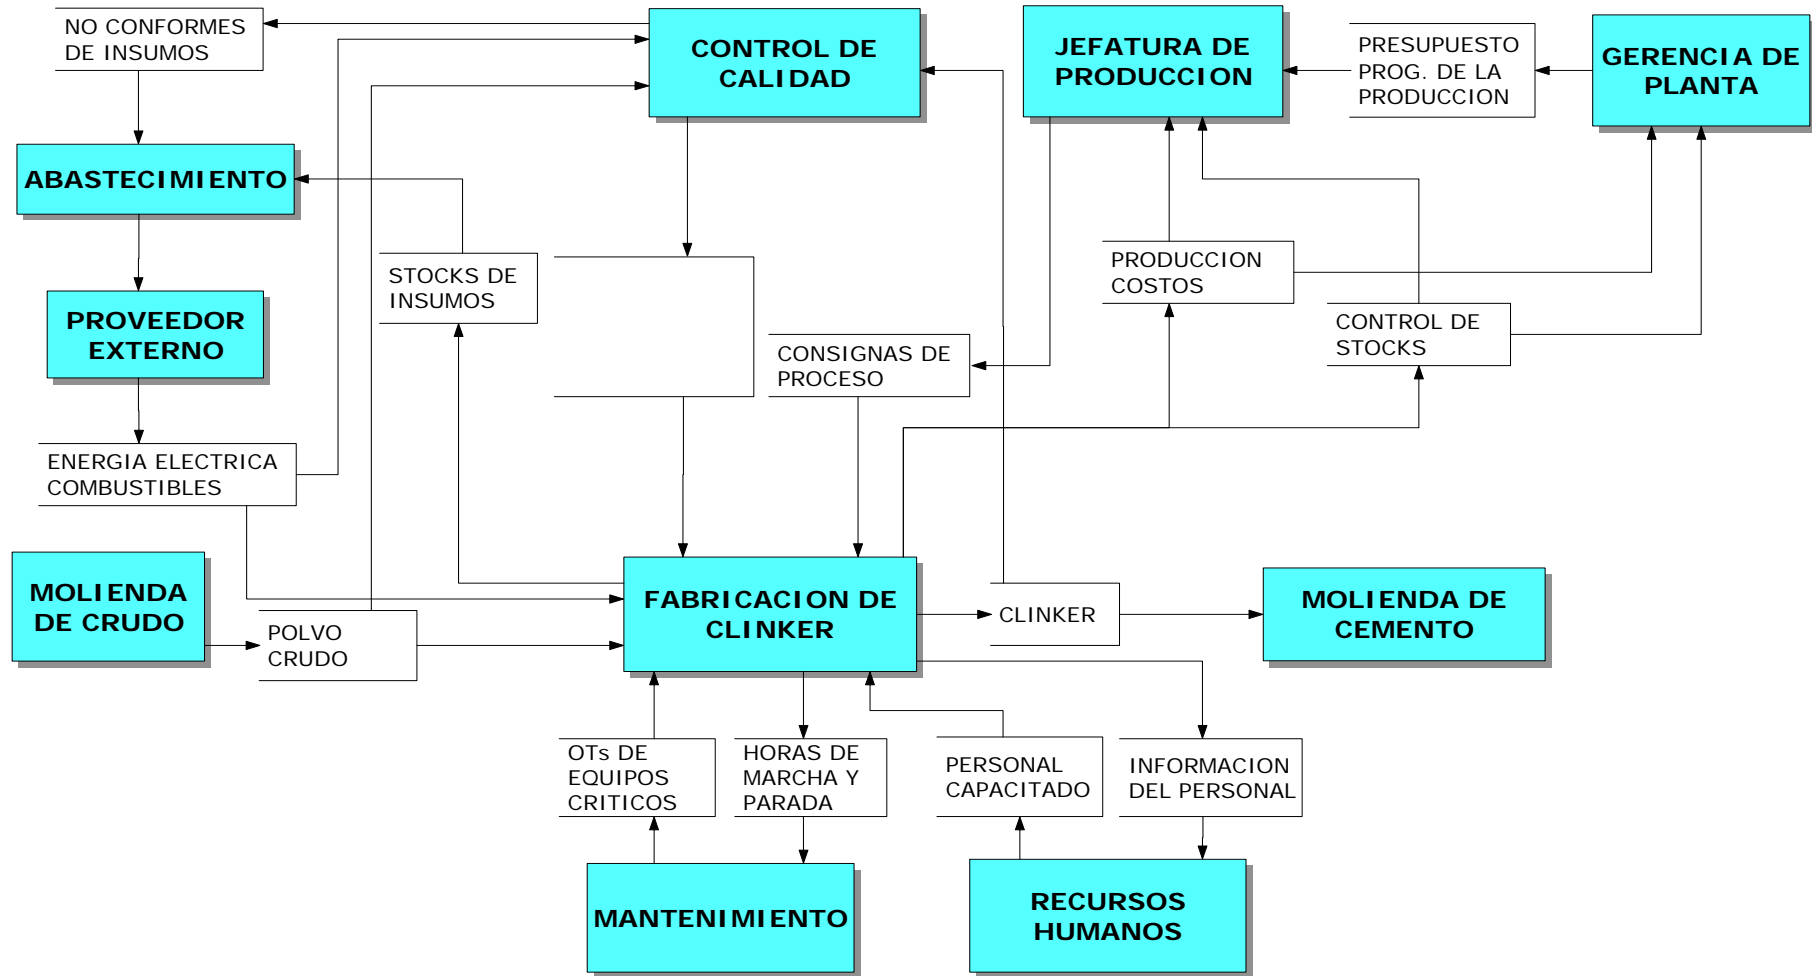 NO CONFORMES
DE INSUMOS
CONTROL DE
CALIDAD
JEFATURA DE
PRODUCCION
PRESUPUESTO
PROG. DE LA
PRODUCCION
GERENCIA DE
PLANTA
ABASTECIMIENTO
STOCKS DE
INSUMOS
PRODUCCION
COSTOS
PROVEEDOR
EXTERNO
CONTROL DE
STOCKS
CONSIGNAS DE
PROCESO
ENERGIA ELECTRICA
COMBUSTIBLES
MOLIENDA
DE CRUDO
POLVO
CRUDO
FABRICACION DE
CLINKER
CLINKER
MOLIENDA DE
CEMENTO
OTs DE
EQUIPOS
CRITICOS
HORAS DE
MARCHA Y
PARADA
PERSONAL
CAPACITADO
INFORMACION
DEL PERSONAL
MANTENIMIENTO
RECURSOS
HUMANOS